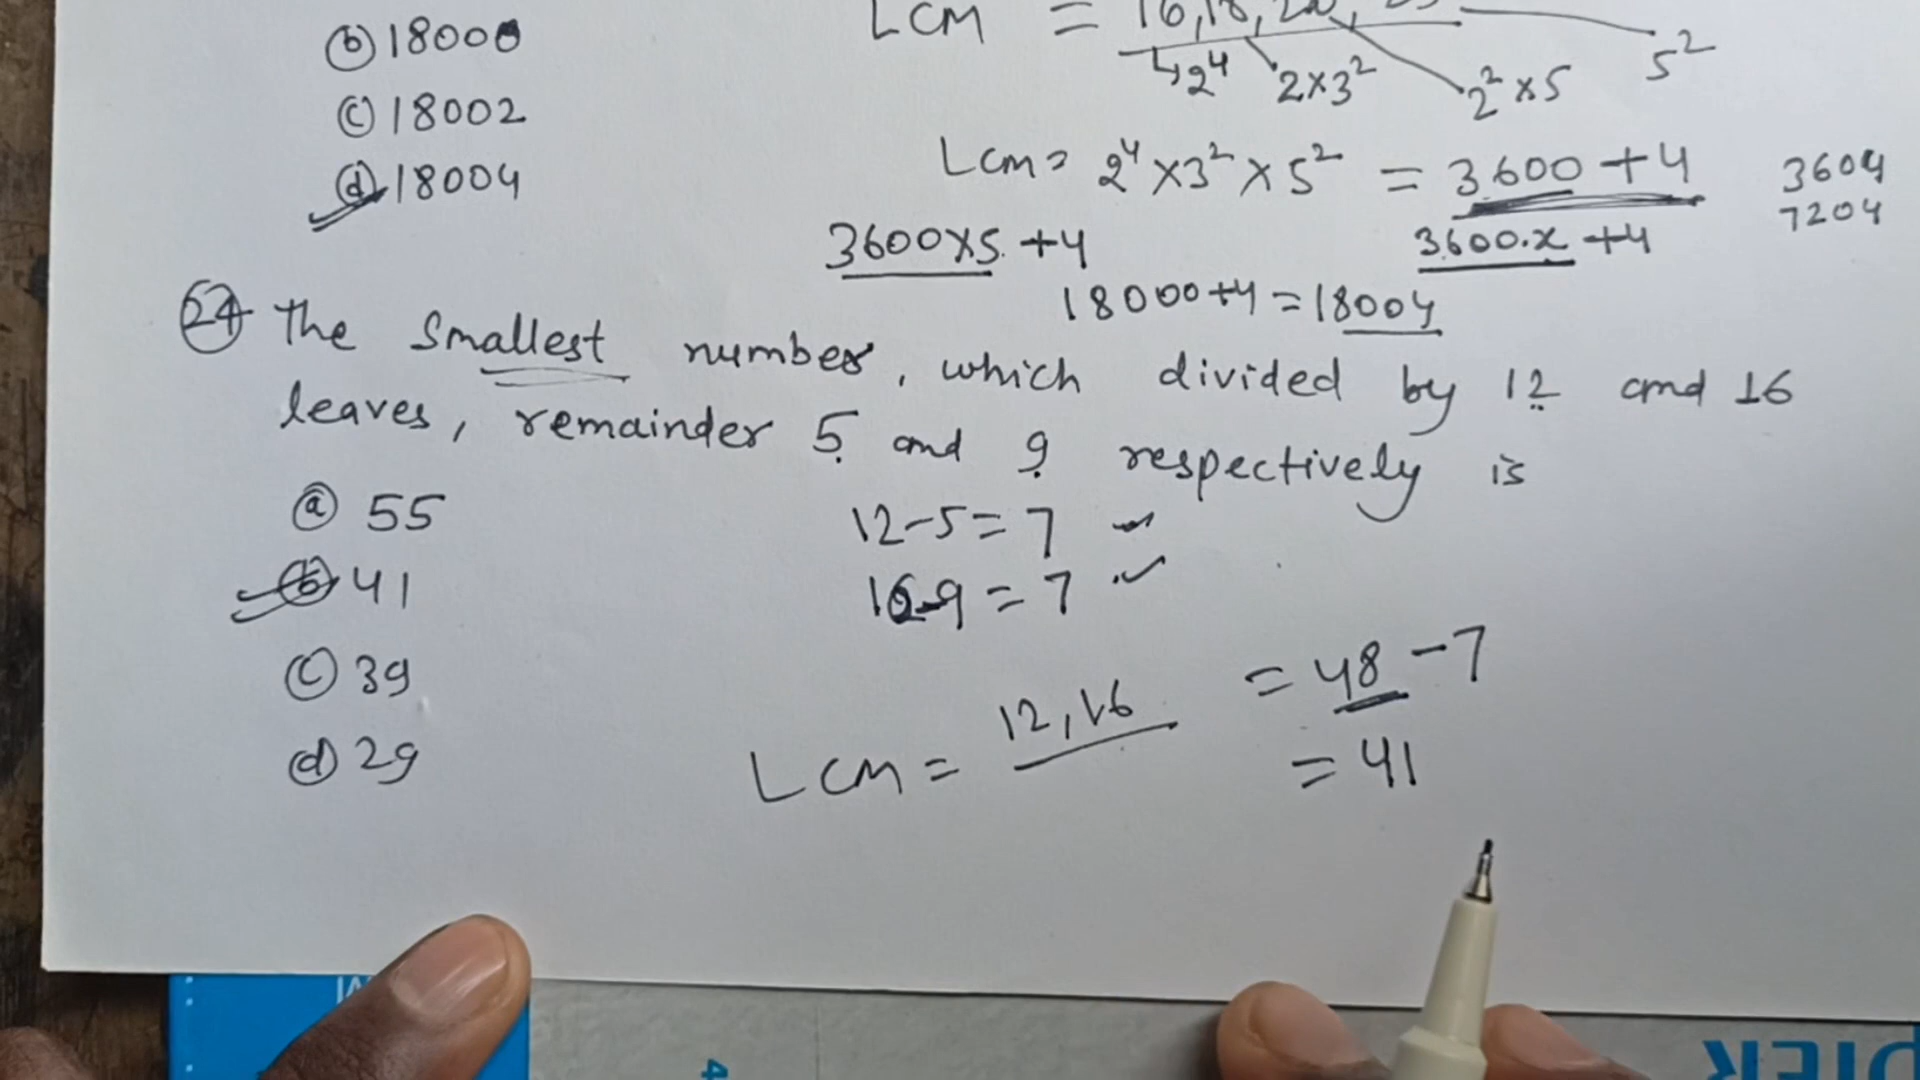 LCM = 16,18,20,25
ⓑ 18000
2⁴ 2×3² 2²×5 5²
ⓒ 18002
LCM = 2⁴×3²×5² = 3600+4 3604
ⓓ 18004
7204
3600×5+4 3600.x+4
18000+4=18004
24 The Smallest number, which divided by 12 and 16
leaves, remainder 5 and 9 respectively is
ⓐ 55
12-5=7
ⓑ 41
16-9=7
ⓒ 39
LCM = 12,16 = 48-7
ⓓ 29
= 41
4